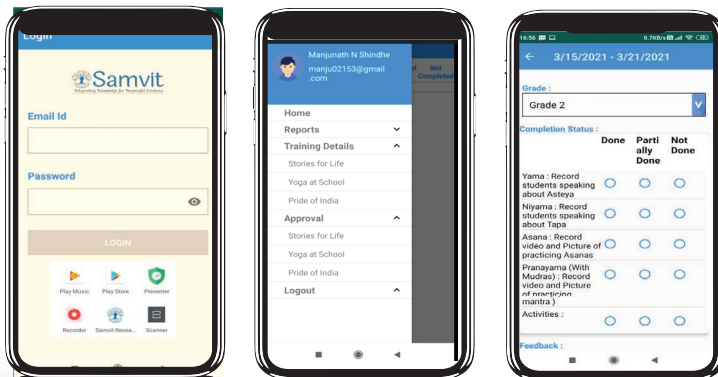 Login
Samvit
Integrating Knowledge for Purposeful Existence
Email Id
Password
LOGIN
Play Music
Play Store
Preventer
Recorder
Samvit Resea...
Scanner
Manjunath N Shindhe
manju02153@gmail
.com
Not
Completed
Home
Reports
Training Details
Stories for Life
Yoga at School
Pride of India
Approval
Stories for Life
Yoga at School
Pride of India
Logout
16:56
0.7KB/s
3/15/2021 - 3/21/2021
Grade :
Grade 2
Completion Status :
Done
Parti
ally
Done
Not
Done
Yama : Record
students speaking
about Asteya
Niyama : Record
students speaking
about Tapa
Asana : Record
video and Picture of
practicing Asanas
Pranayama (With
Mudras) : Record
video and Picture
of practicing
mantra )
Activities :
Feedback :